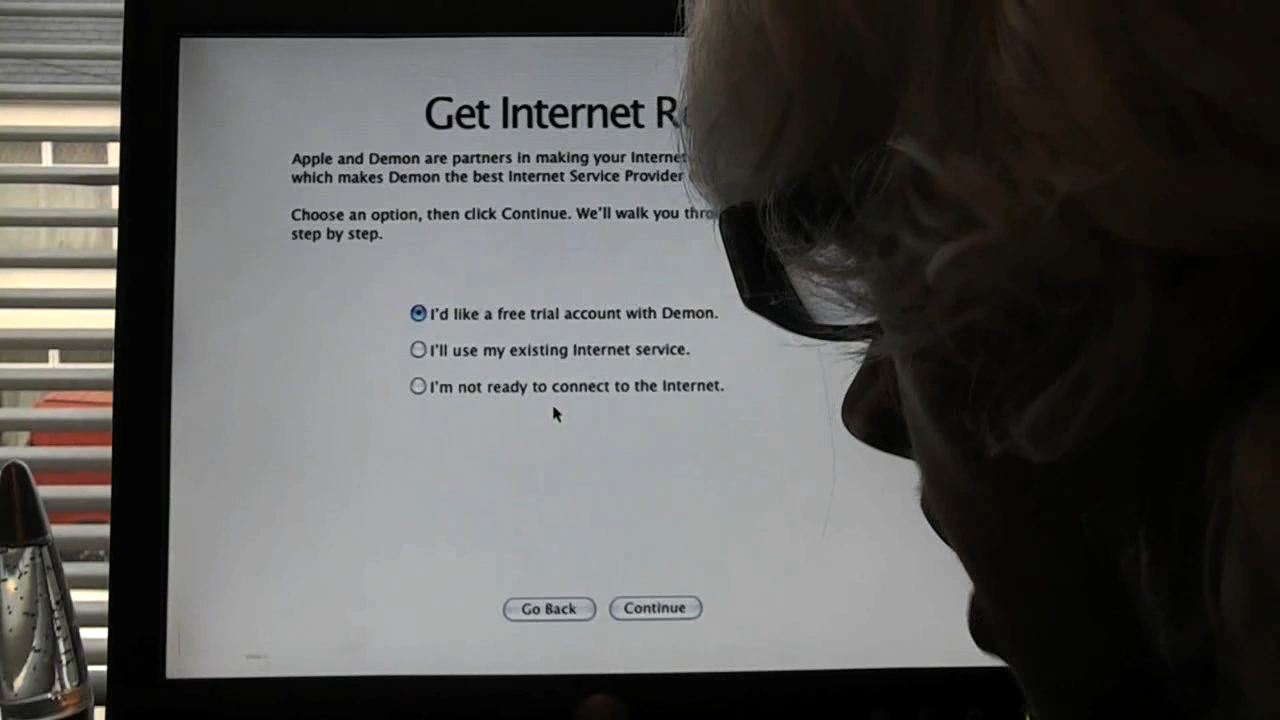 Get Internet
Apple and Demon are partners in making your Internet
which makes Demon the best Internet Service Provider
Choose an option, then click Continue. We'll walk you
step by step.
I'd like a free trial account with Demon.
I'll use my existing Internet service.
I'm not ready to connect to the Internet.
Go Back
Continue